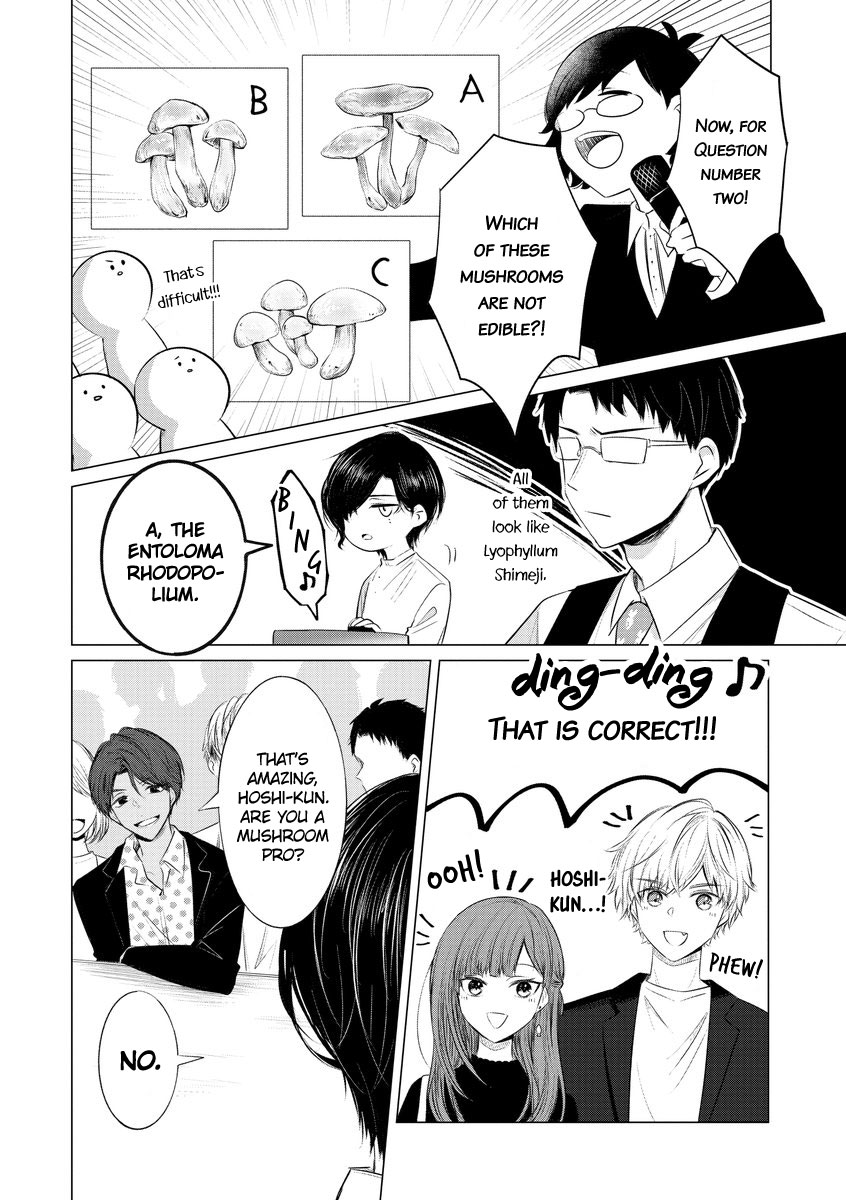 NOW, FOR
QUESTION
NUMBER
TWO!
WHICH
OF THESE
MUSHROOMS
ARE NOT
EDIBLE?!
A
B
C
That's
difficult!!!
All
of them
look like
Lyophyllum
Shimeji.
BING♪
A, THE
ENTOLOMA
RHODOPO-
LIUM.
ding-ding♫
THAT IS CORRECT!!!
HOSHI-
KUN...!
PHEW!
OOH!
THAT'S
AMAZING,
HOSHI-KUN.
ARE YOU A
MUSHROOM
PRO?
NO.